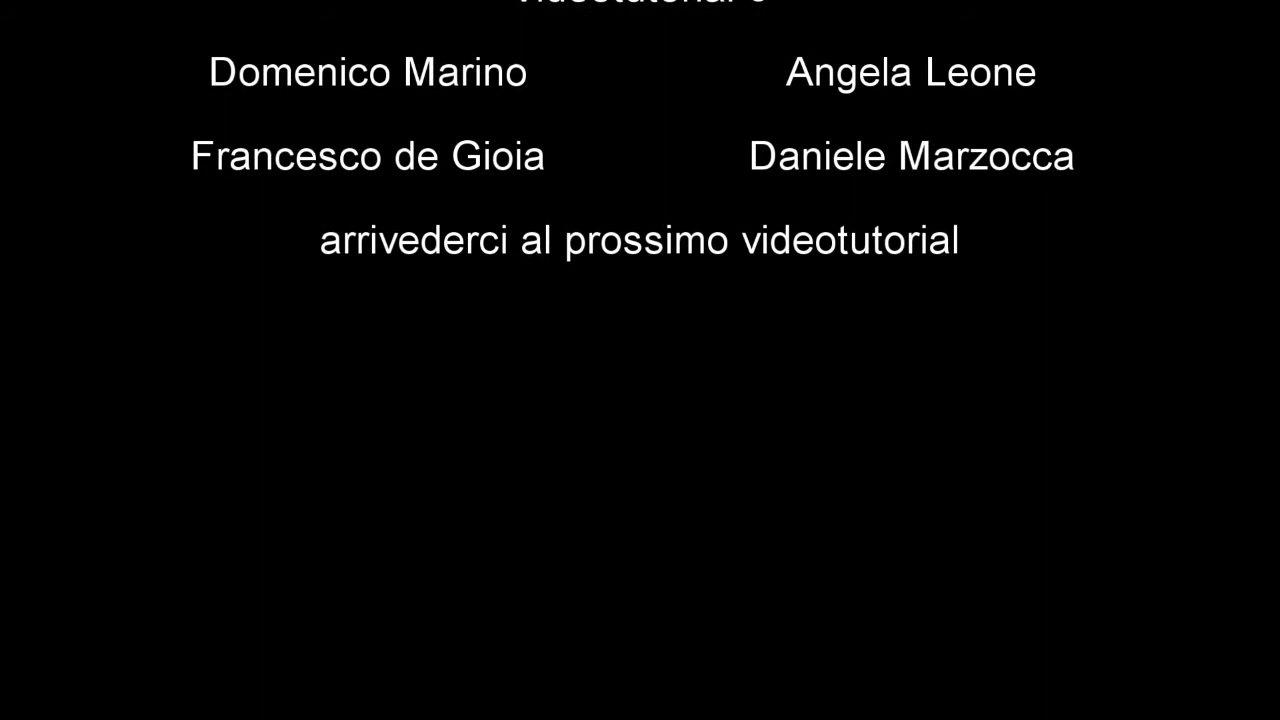 Domenico Marino Angela Leone
Francesco de Gioia Daniele Marzocca
arrivederci al prossimo videotutorial